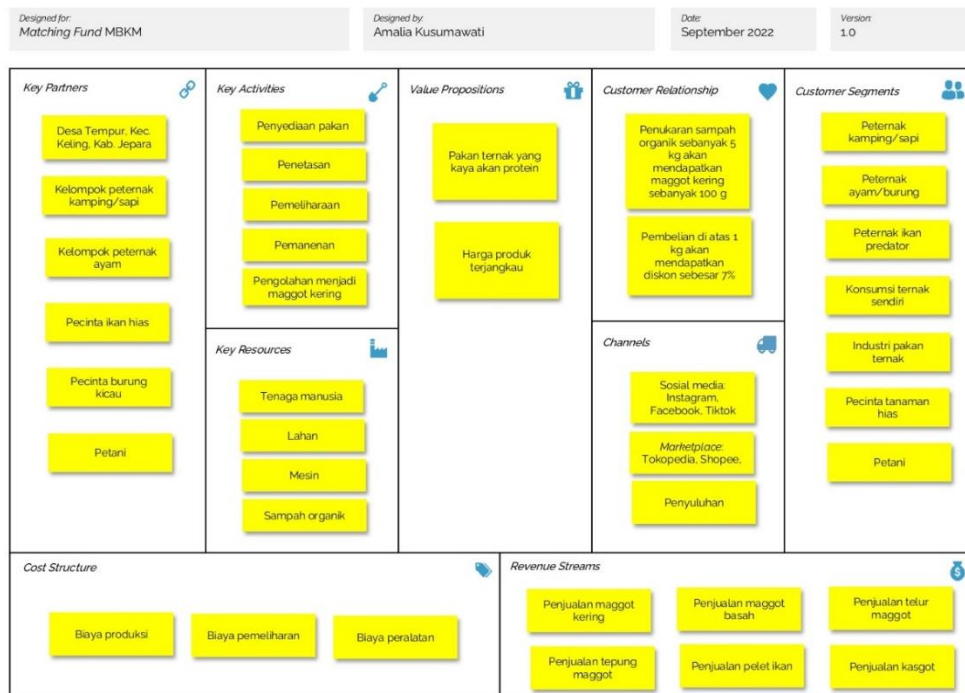 Designed for:
Matching Fund MBKM
Designed by:
Amalia Kusumawati
Date:
September 2022
Version:
1.0
Key Partners
Desa Tempur, Kec.
Keling, Kab. Jepara
Kelompok peternak
kamping/sapi
Kelompok peternak
ayam
Pecinta ikan hias
Pecinta burung
kicau
Petani
Key Activities
Penyediaan pakan
Penetasan
Pemeliharaan
Pemanenan
Pengolahan menjadi
maggot kering
Key Resources
Tenaga manusia
Lahan
Mesin
Sampah organik
Value Propositions
Pakan ternak yang
kaya akan protein
Harga produk
terjangkau
Customer Relationship
Penukaran sampah
organik sebanyak 5
kg akan
mendapatkan
maggot kering
sebanyak 100 g
Pembelian di atas 1
kg akan
mendapatkan
diskon sebesar 7%
Channels
Sosial media:
Instagram,
Facebook, Tiktok
Marketplace:
Tokopedia, Shopee,
Penyuluhan
Customer Segments
Peternak
kamping/sapi
Peternak
ayam/burung
Peternak ikan
predator
Konsumsi ternak
sendiri
Industri pakan
ternak
Pecinta tanaman
hias
Petani
Cost Structure
Biaya produksi
Biaya pemeliharan
Biaya peralatan
Revenue Streams
Penjualan maggot
kering
Penjualan maggot
basah
Penjualan telur
maggot
Penjualan tepung
maggot
Penjualan pelet ikan
Penjualan kasgot